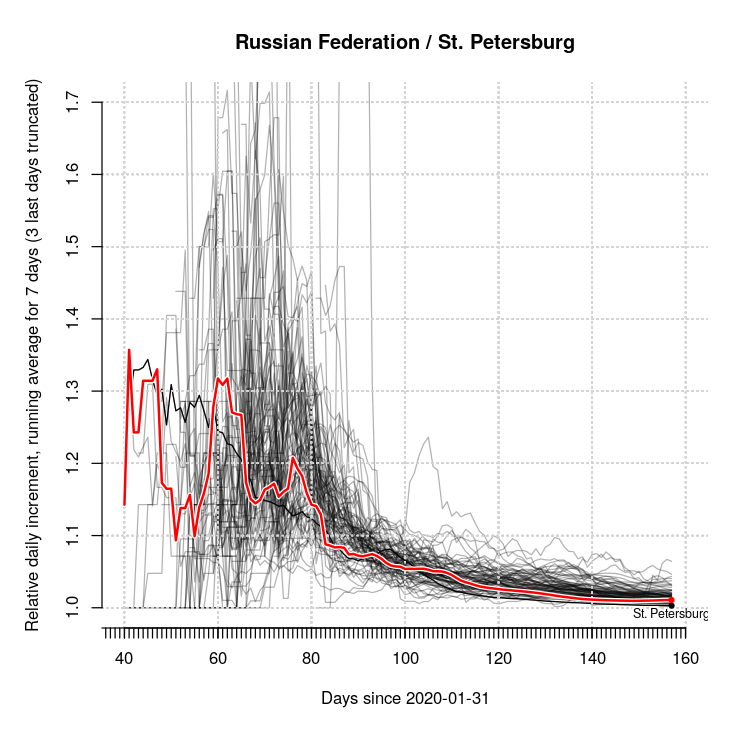 Russian Federation / St. Petersburg
Relative daily increment, running average for 7 days (3 last days truncated)
1.7
1.6
1.5
1.4
1.3
1.2
1.1
1.0
St. Petersburg
40 60 80 100 120 140 160
Days since 2020-01-31